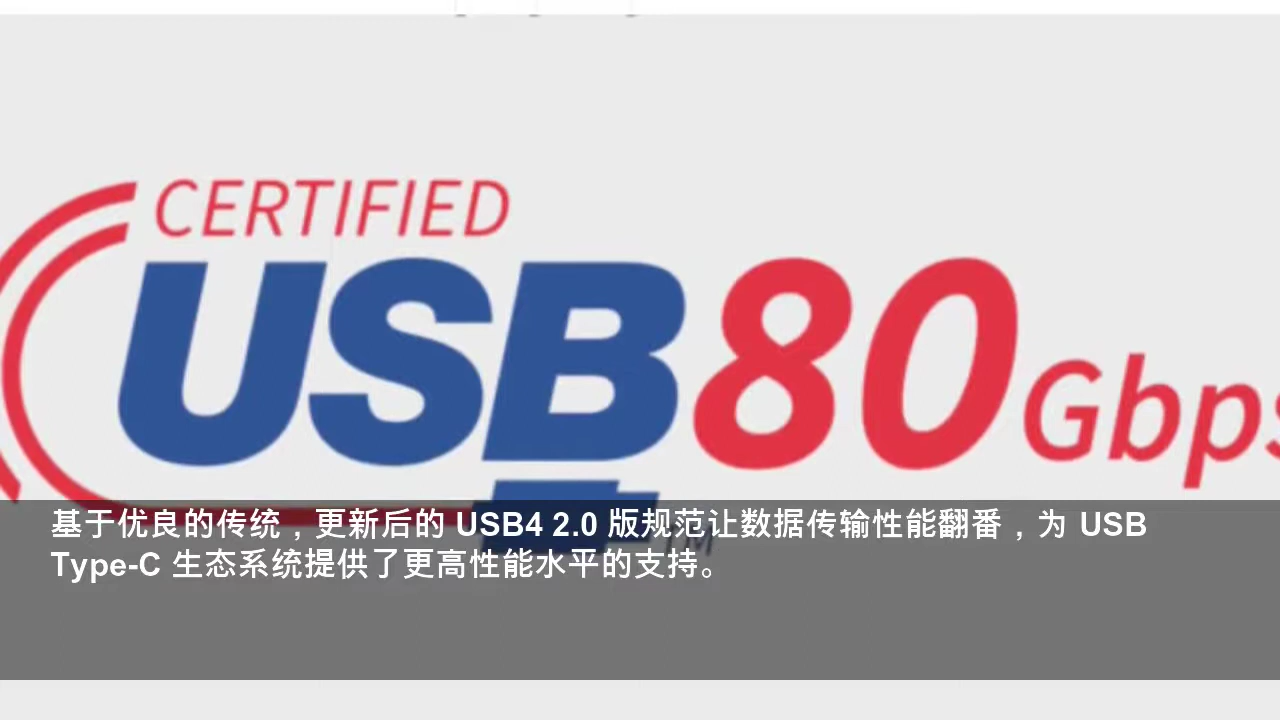 CERTIFIED
USB80Gbps
基于优良的传统，更新后的 USB4 2.0 版规范让数据传输性能翻番，为 USB
Type-C 生态系统提供了更高性能水平的支持。